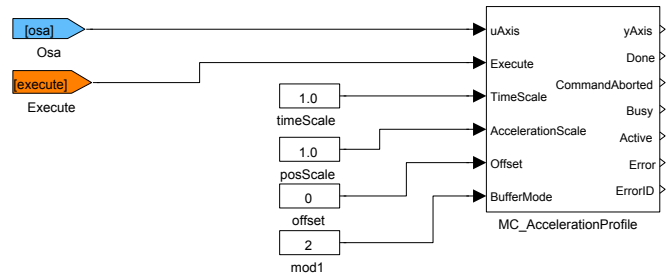 [osa]
Osa
[execute]
Execute
1.0
timeScale
1.0
posScale
0
offset
2
mod1
uAxis
Execute
TimeScale
AccelerationScale
Offset
BufferMode
yAxis
Done
CommandAborted
Busy
Active
Error
ErrorID
MC_AccelerationProfile